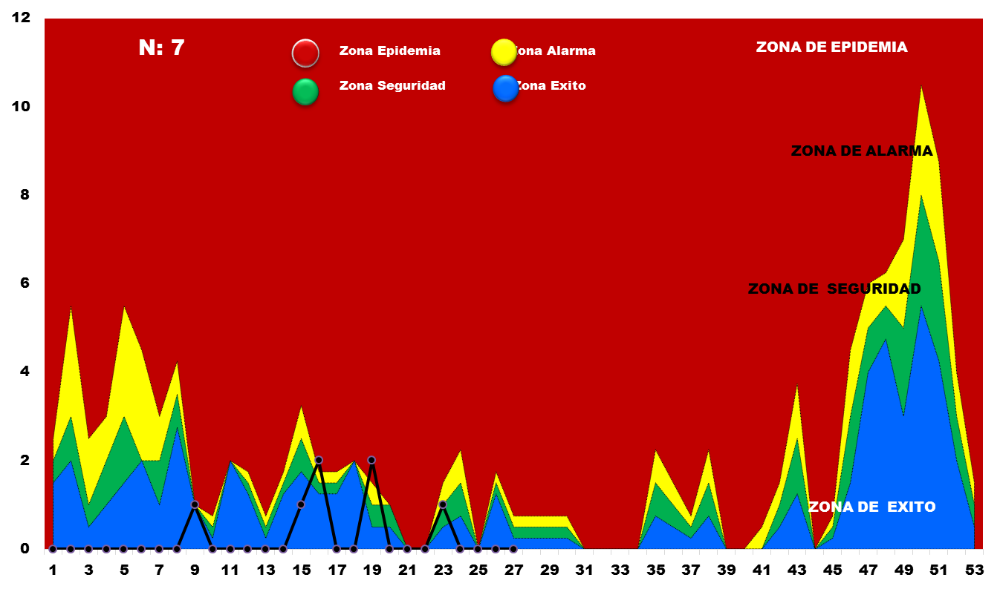 12
N: 7
Zona Epidemia
Zona Alarma
ZONA DE EPIDEMIA
Zona Seguridad
Zona Exito
10
ZONA DE ALARMA
8
6
ZONA DE  SEGURIDAD
4
2
ZONA DE  EXITO
0
1 3 5 7 9 11 13 15 17 19 21 23 25 27 29 31 33 35 37 39 41 43 45 47 49 51 53